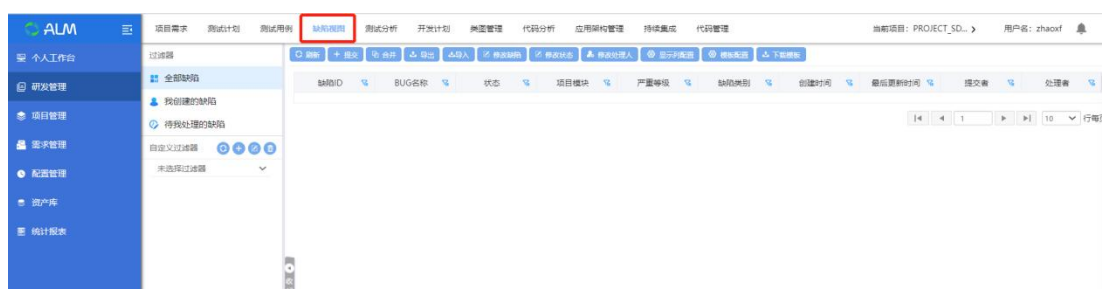 ALM
项目需求 测试计划 测试用例 缺陷视图 测试分析 开发计划 类图管理 代码分析 应用架构管理 持续集成 代码管理
当前项目: PROJECT_SD... 用户名: zhaoxf
个人工作台
研发管理
项目管理
需求管理
配置管理
资产库
统计报表
过滤器
全部缺陷
我创建的缺陷
待我处理的缺陷
自定义过滤器
未选择过滤器
刷新 提交 合并 导出 导入 修改缺陷 修改状态 修改处理人 显示列配置 模板配置 下载模板
缺陷ID BUG名称 状态 项目模块 严重等级 缺陷类别 创建时间 最后更新时间 提交者 处理者
1 10 行每页
收